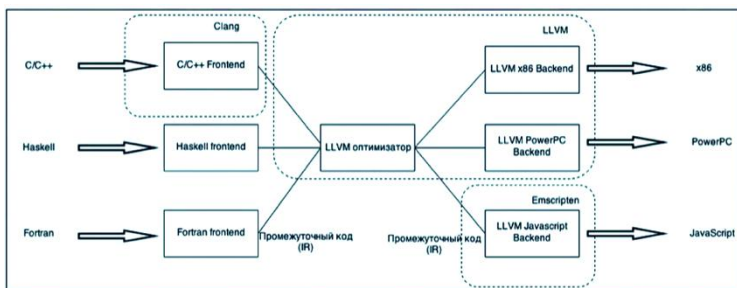 Clang
LLVM
C/C++
C/C++ Frontend
LLVM x86 Backend
x86
Haskell
Haskell frontend
LLVM оптимизатор
LLVM PowerPC
Backend
PowerPC
Emscripten
Fortran
Fortran frontend
Промежуточный код
(IR)
Промежуточный код
(IR)
LLVM Javascript
Backend
JavaScript